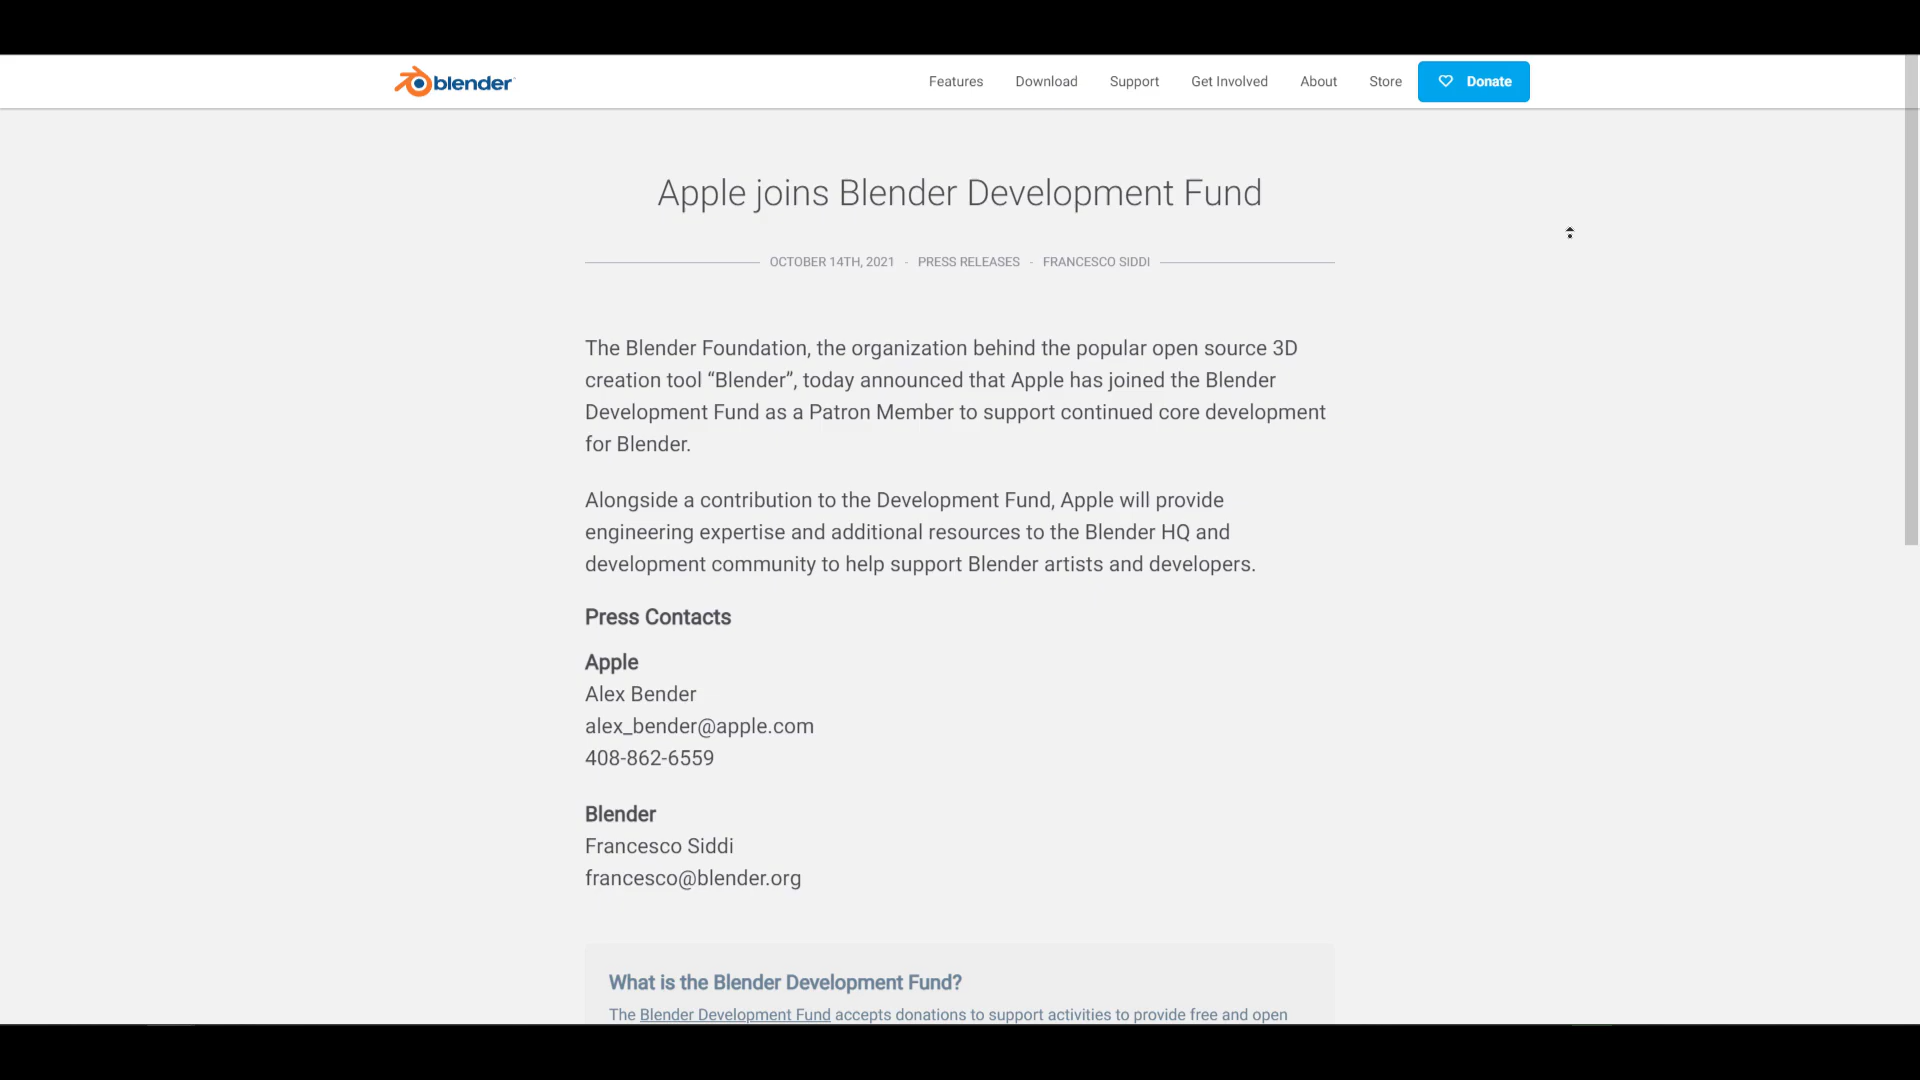 blender
Features Download Support Get Involved About Store Donate
Apple joins Blender Development Fund
OCTOBER 14TH, 2021 - PRESS RELEASES - FRANCESCO SIDDI
The Blender Foundation, the organization behind the popular open source 3D
creation tool “Blender”, today announced that Apple has joined the Blender
Development Fund as a Patron Member to support continued core development
for Blender.
Alongside a contribution to the Development Fund, Apple will provide
engineering expertise and additional resources to the Blender HQ and
development community to help support Blender artists and developers.
Press Contacts
Apple
Alex Bender
alex_bender@apple.com
408-862-6559
Blender
Francesco Siddi
francesco@blender.org
What is the Blender Development Fund?
The Blender Development Fund accepts donations to support activities to provide free and open